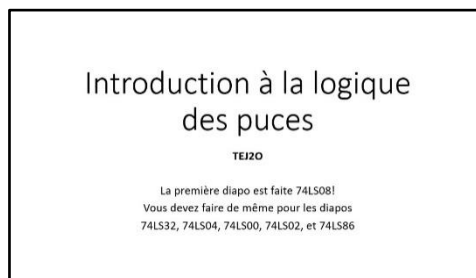 Introduction à la logique
des puces
TEJ2O
La première diapo est faite 74LS08!
Vous devez faire de même pour les diapos
74LS32, 74LS04, 74LS00, 74LS02, et 74LS86